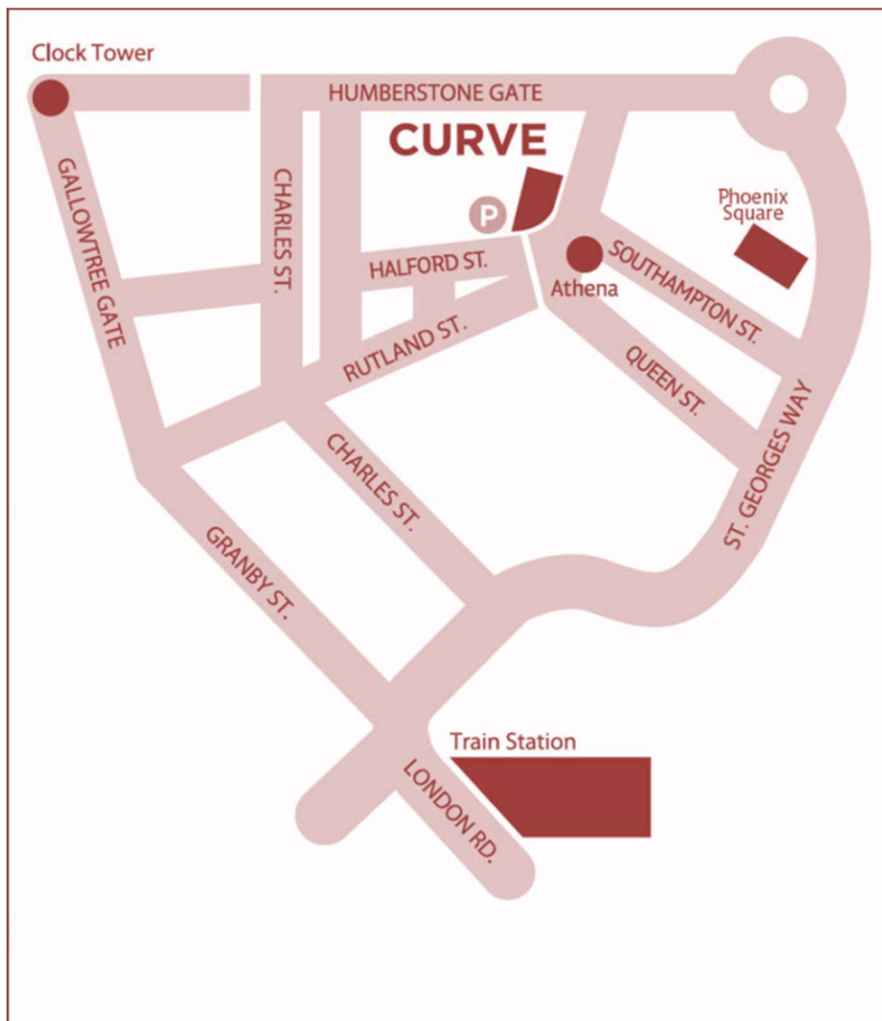 Clock Tower
HUMBERSTONE GATE
CURVE
GALLOWTREE GATE
CHARLES ST.
P
Phoenix
Square
HALFORD ST.
SOUTHAMPTON ST.
Athena
RUTLAND ST.
QUEEN ST.
ST. GEORGES WAY
CHARLES ST.
GRANBY ST.
Train Station
LONDON RD.